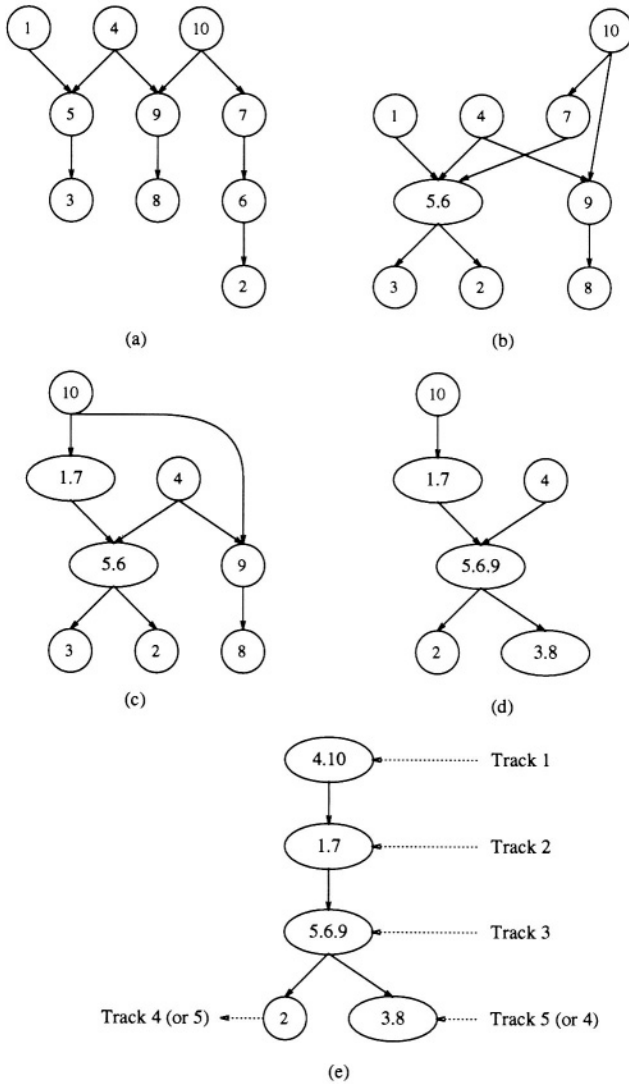 1 4 10
5 9 7
3 8 6
2
(a)
10
1 4 7
5.6 9
3 2 8
(b)
10
1.7 4
5.6 9
3 2 8
(c)
10
1.7 4
5.6.9
2 3.8
(d)
4.10 Track 1
1.7 Track 2
5.6.9 Track 3
Track 4 (or 5) 2 3.8 Track 5 (or 4)
(e)